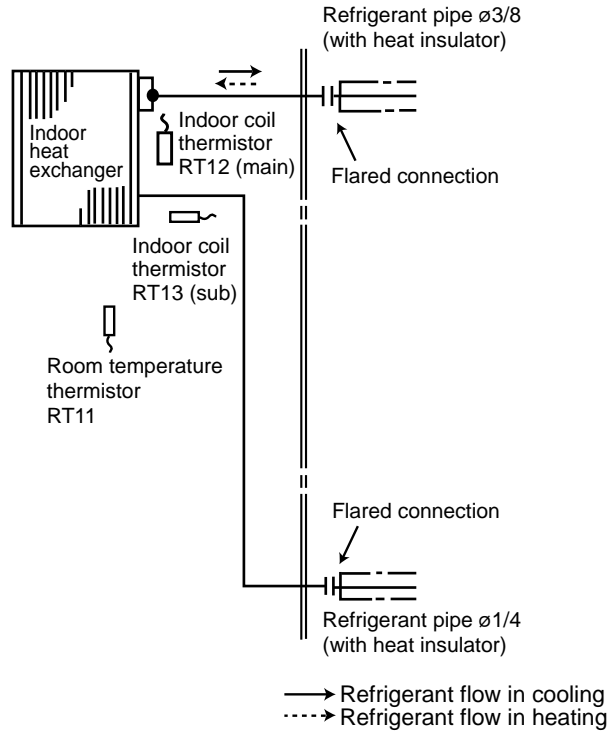 Refrigerant pipe ø3/8
(with heat insulator)
Indoor
heat
exchanger
Indoor coil
thermistor
RT12 (main)
Flared connection
Indoor coil
thermistor
RT13 (sub)
Room temperature
thermistor
RT11
Flared connection
Refrigerant pipe ø1/4
(with heat insulator)
Refrigerant flow in cooling
Refrigerant flow in heating